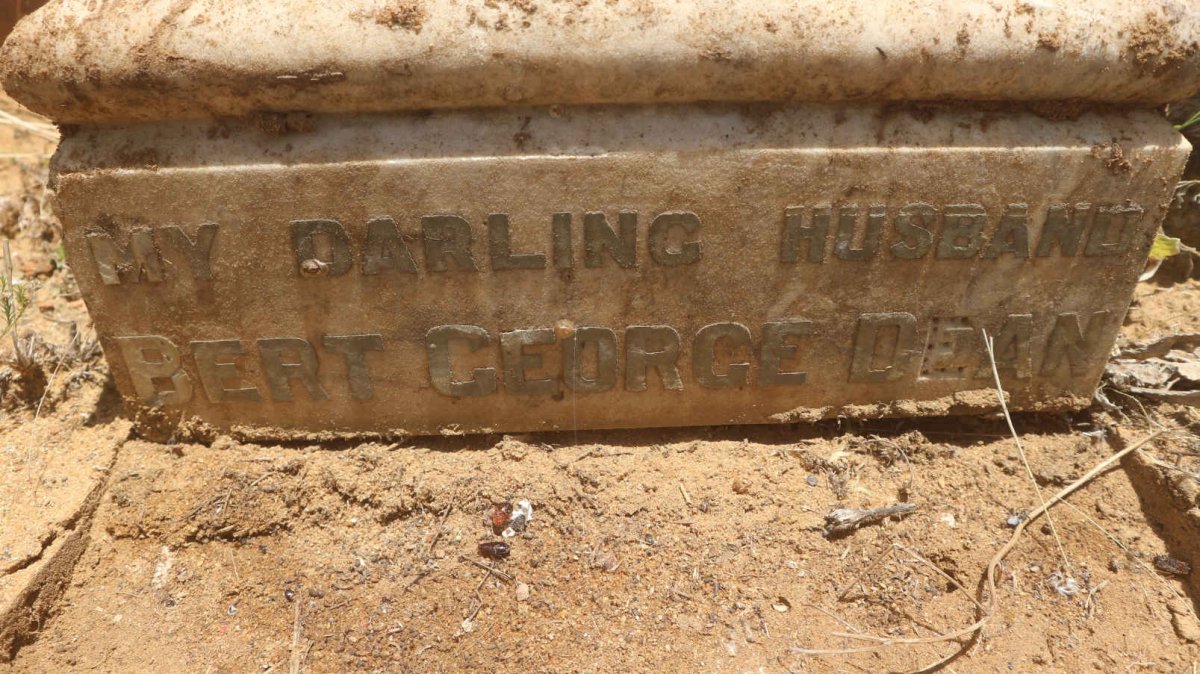 MY DARLING HUSBAND
BERT GEORGE DEAN